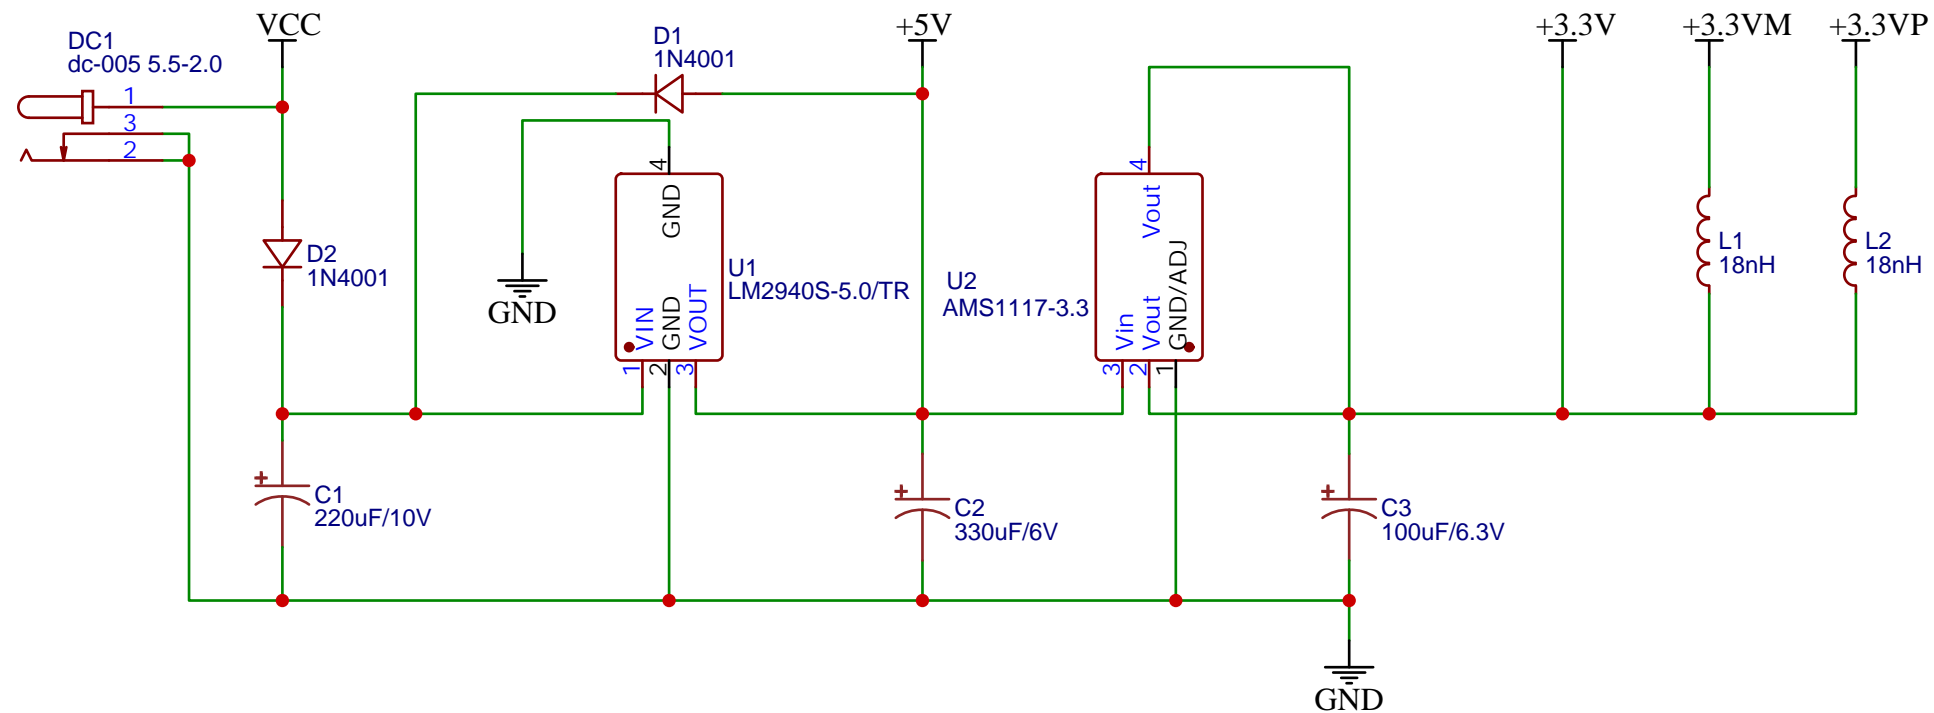 VCC
+5V
+3.3V
+3.3VM
+3.3VP
DC1
dc-005 5.5-2.0
1
3
2
D1
1N4001
D2
1N4001
GND
4
GND
VIN
GND
VOUT
1
2
3
U1
LM2940S-5.0/TR
U2
AMS1117-3.3
4
Vout
Vin
Vout
GND/ADJ
3
2
1
L1
18nH
L2
18nH
+
C1
220uF/10V
+
C2
330uF/6V
+
C3
100uF/6.3V
GND